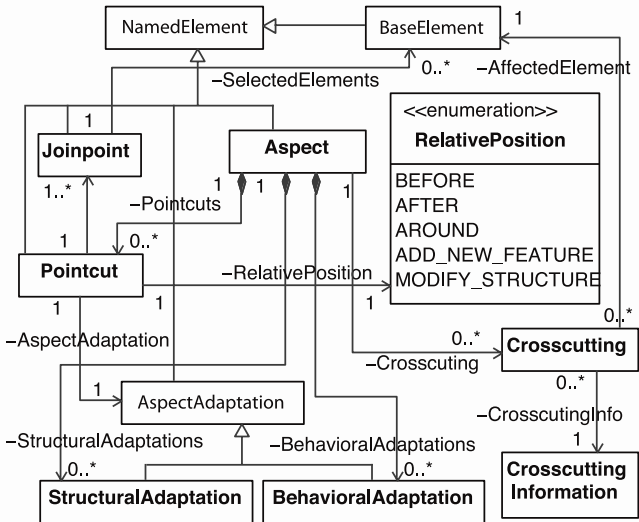 NamedElement
BaseElement
1
–SelectedElements
0..*
–AffectedElement
<<enumeration>>
RelativePosition
BEFORE
AFTER
AROUND
ADD_NEW_FEATURE
MODIFY_STRUCTURE
1
Joinpoint
Aspect
1..*
1
1
1
–Pointcuts
0..*
1
Pointcut
–RelativePosition
1
1
1
–AspectAdaptation
0..*
0..*
Crosscutting
–Crosscuting
0..*
1
AspectAdaptation
–CrosscutingInfo
1
–StructuralAdaptations
–BehavioralAdaptations
0..*
0..*
StructuralAdaptation
BehavioralAdaptation
Crosscutting
Information